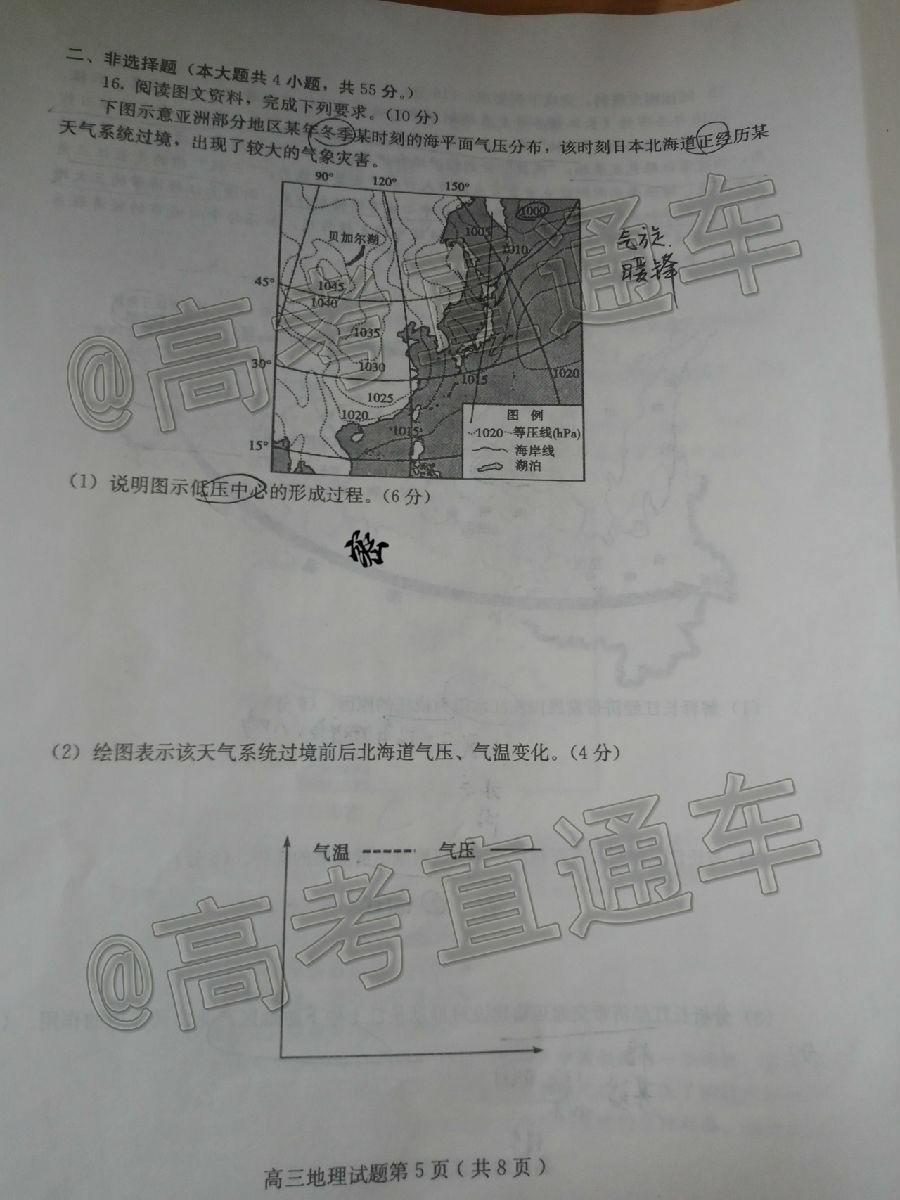 二、非选择题（本大题共4小题，共55分。）
16. 阅读图文资料，完成下列要求。（10分）
下图示意亚洲部分地区某年冬季某时刻的海平面气压分布，该时刻日本北海道正经历某
天气系统过境，出现了较大的气象灾害。
90° 120° 150°
1000
1005
1010
贝加尔湖
气旋
暖锋
45°
1045
1040
1035
30°
1030
1015
1020
1025
1020
1015
图 例
1020 等压线(hPa)
海岸线
湖泊
15°
@高考直通车
（1）说明图示低压中心的形成过程。（6分）
（2）绘图表示该天气系统过境前后北海道气压、气温变化。（4分）
气温 气压
@高考直通车
高三地理试题第5页（共8页）